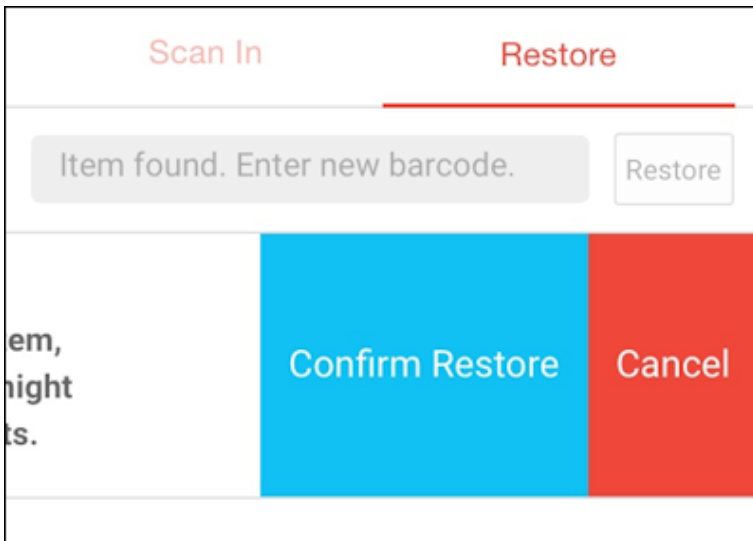 Scan In Restore
Item found. Enter new barcode. Restore
em,
Confirm Restore Cancel
night
ts.